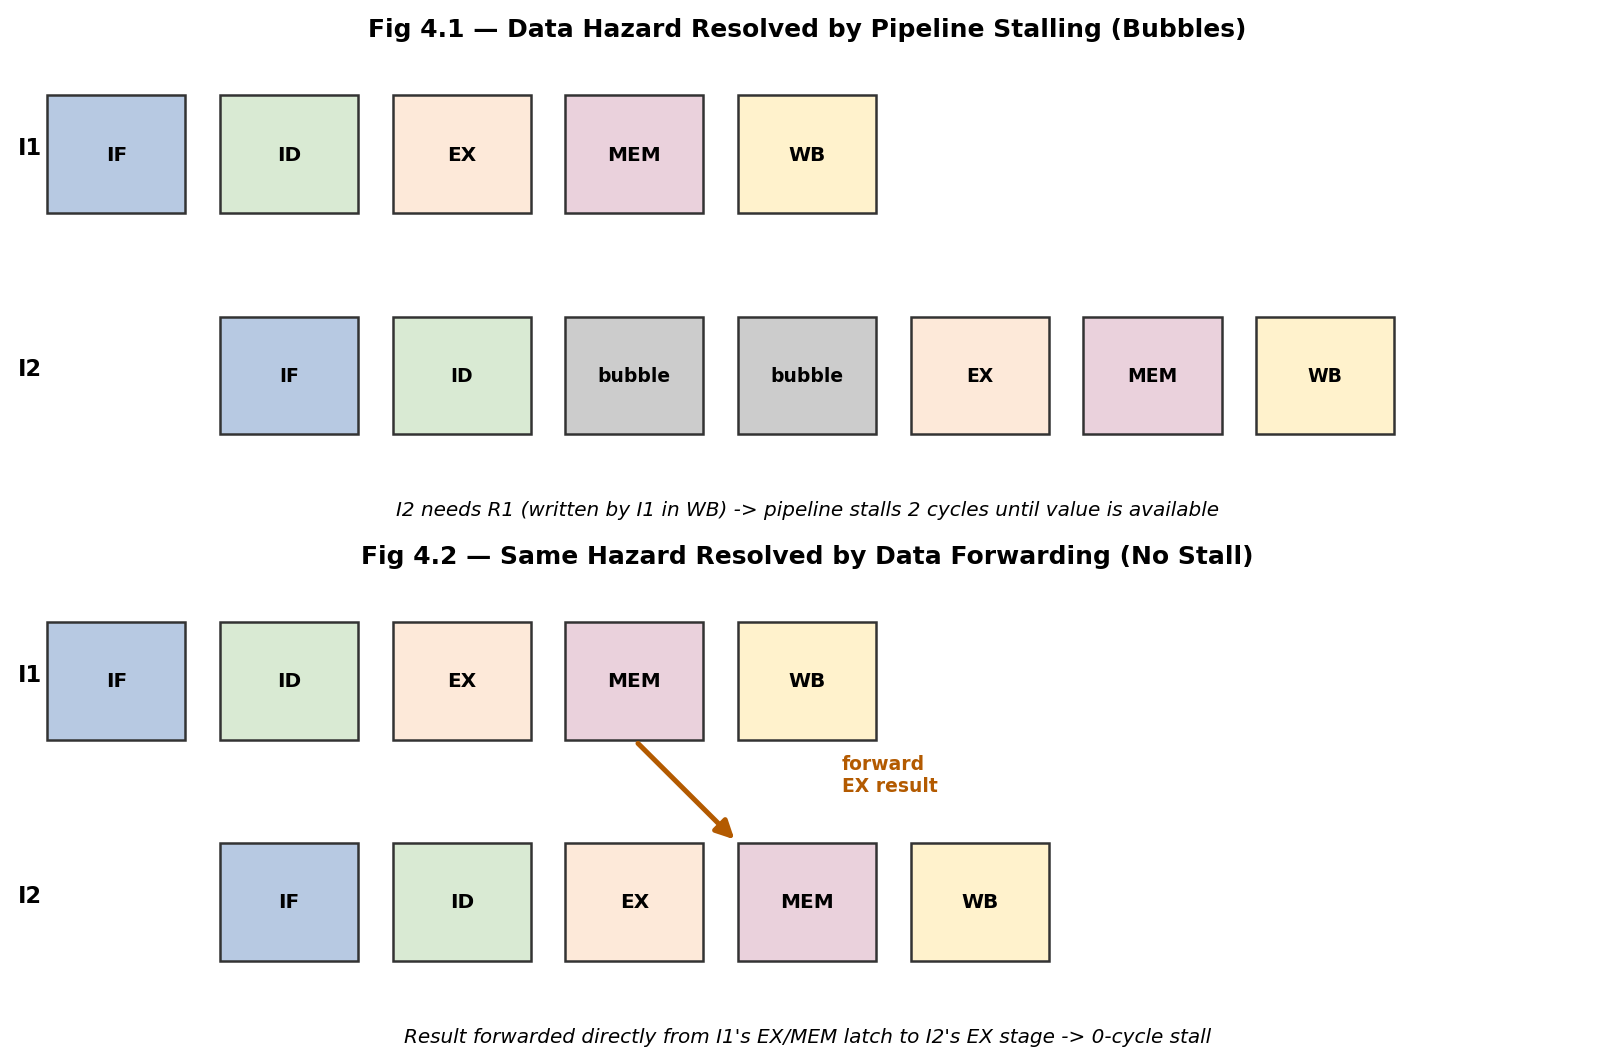 Fig 4.1 — Data Hazard Resolved by Pipeline Stalling (Bubbles)
I1 IF ID EX MEM WB
I2 IF ID bubble bubble EX MEM WB
I2 needs R1 (written by I1 in WB) -> pipeline stalls 2 cycles until value is available
Fig 4.2 — Same Hazard Resolved by Data Forwarding (No Stall)
I1 IF ID EX MEM WB
forward
EX result
I2 IF ID EX MEM WB
Result forwarded directly from I1's EX/MEM latch to I2's EX stage -> 0-cycle stall